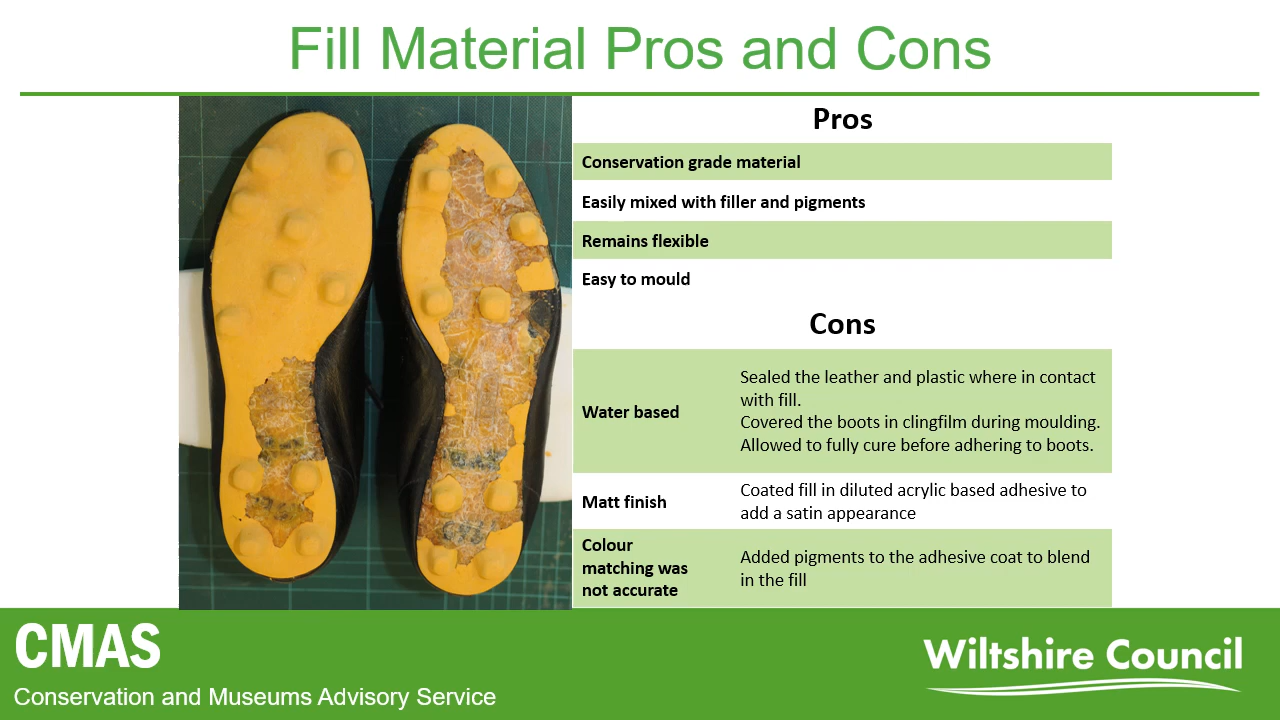 Fill Material Pros and Cons
Pros
Conservation grade material
Easily mixed with filler and pigments
Remains flexible
Easy to mould
Cons
Water based
Sealed the leather and plastic where in contact
with fill.
Covered the boots in clingfilm during moulding.
Allowed to fully cure before adhering to boots.
Matt finish
Coated fill in diluted acrylic based adhesive to
add a satin appearance
Colour
matching was
not accurate
Added pigments to the adhesive coat to blend
in the fill
CMAS
Conservation and Museums Advisory Service
Wiltshire Council